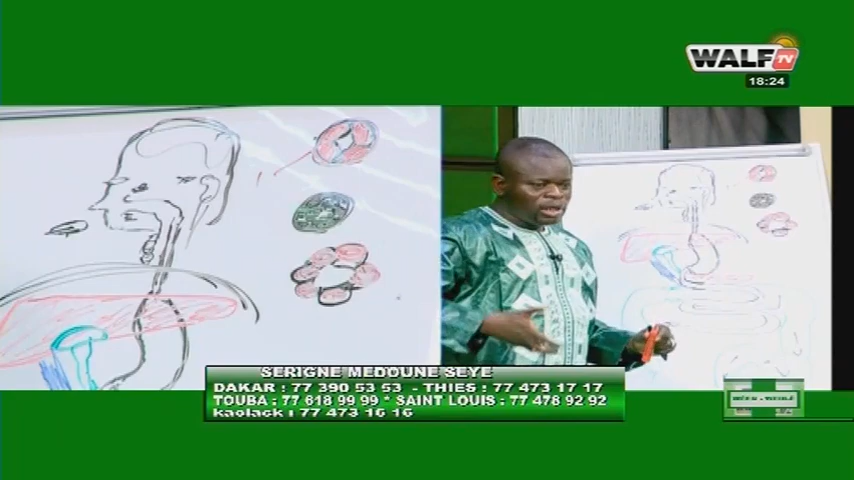 WALF TV
18:24
SERIGNE MEDOUNE SEYE
DAKAR : 77 390 53 53 - THIES : 77 473 17 17
TOUBA : 77 618 99 99 * SAINT LOUIS : 77 478 92 92
kaolack : 77 473 16 16